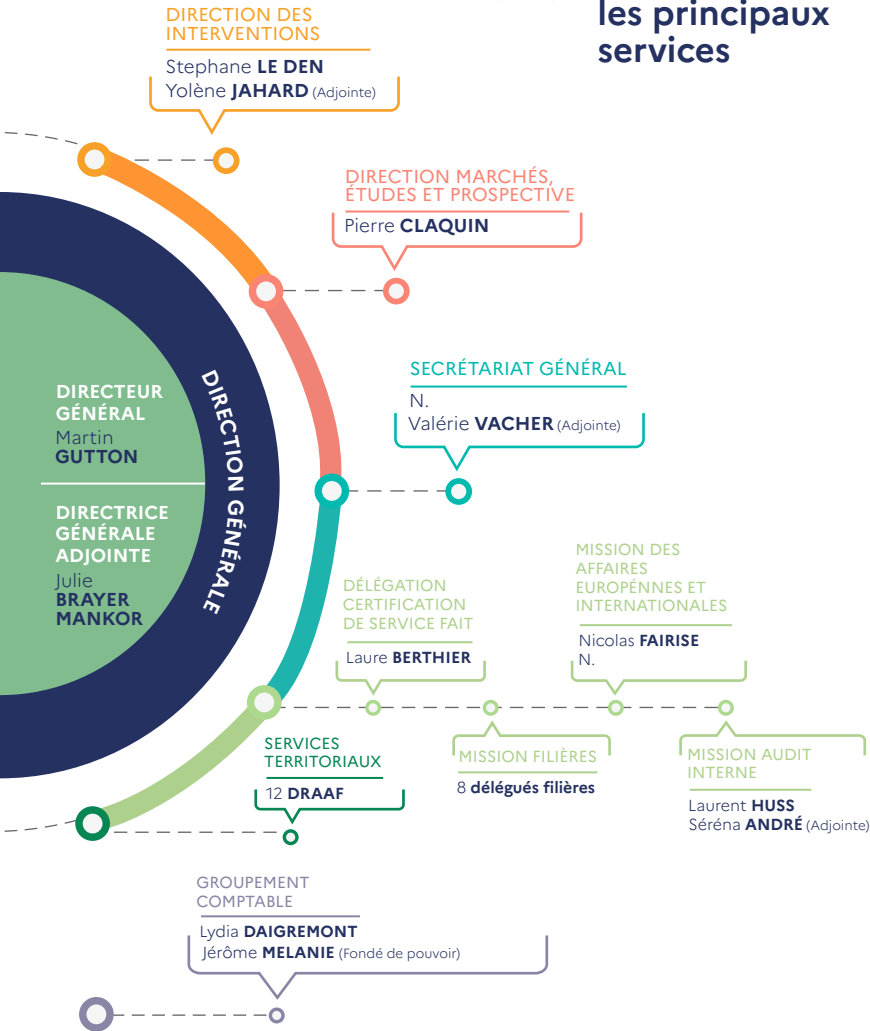 les principaux
services
DIRECTION DES
INTERVENTIONS
Stephane LE DEN
Yolène JAHARD (Adjointe)
DIRECTION MARCHÉS,
ÉTUDES ET PROSPECTIVE
Pierre CLAQUIN
SECRÉTARIAT GÉNÉRAL
N.
Valérie VACHER (Adjointe)
DIRECTION GÉNÉRALE
DIRECTEUR
GÉNÉRAL
Martin
GUTTON
DIRECTRICE
GÉNÉRALE
ADJOINTE
Julie
BRAYER
MANKOR
DÉLÉGATION
CERTIFICATION
DE SERVICE FAIT
Laure BERTHIER
MISSION DES
AFFAIRES
EUROPÉNNES ET
INTERNATIONALES
Nicolas FAIRISE
N.
SERVICES
TERRITORIAUX
12 DRAAF
MISSION FILIÈRES
8 délégués filières
MISSION AUDIT
INTERNE
Laurent HUSS
Séréna ANDRÉ (Adjointe)
GROUPEMENT
COMPTABLE
Lydia DAIGREMONT
Jérôme MELANIE (Fondé de pouvoir)